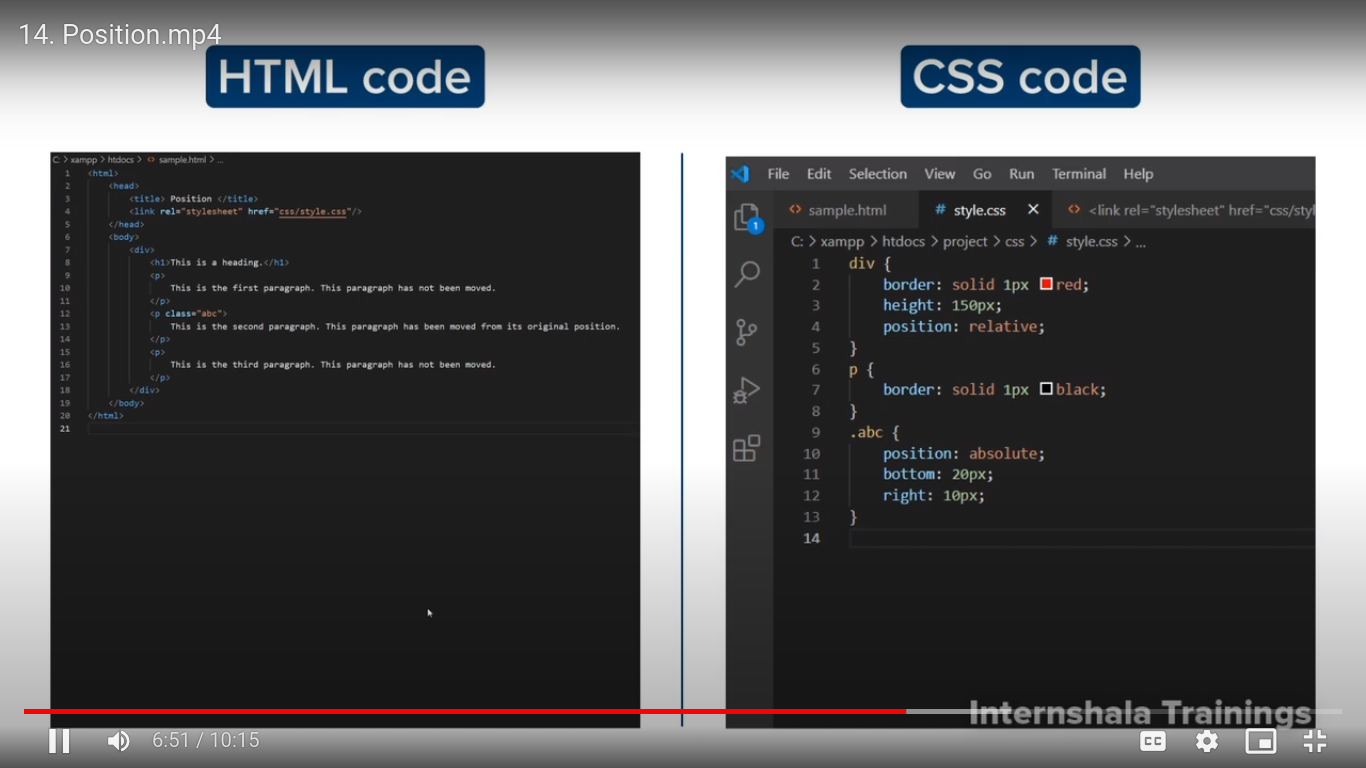 14. Position.mp4
HTML code
C: > xampp > htdocs > <> sample.html > ...
1 <html>
2 <head>
3 <title> Position </title>
4 <link rel="stylesheet" href="css/style.css"/>
5 </head>
6 <body>
7 <div>
8 <h1>This is a heading.</h1>
9 <p>
10 This is the first paragraph. This paragraph has not been moved.
11 </p>
12 <p class="abc">
13 This is the second paragraph. This paragraph has been moved from its original position.
14 </p>
15 <p>
16 This is the third paragraph. This paragraph has not been moved.
17 </p>
18 </div>
19 </body>
20 </html>
21
CSS code
File Edit Selection View Go Run Terminal Help
<> sample.html # style.css × <> <link rel="stylesheet" href="css/styl
1
C: > xampp > htdocs > project > css > # style.css > ...
1 div {
2 border: solid 1px red;
3 height: 150px;
4 position: relative;
5 }
6 p {
7 border: solid 1px black;
8 }
9 .abc {
10 position: absolute;
11 bottom: 20px;
12 right: 10px;
13 }
14
Internshala Trainings
6:51 / 10:15
CC